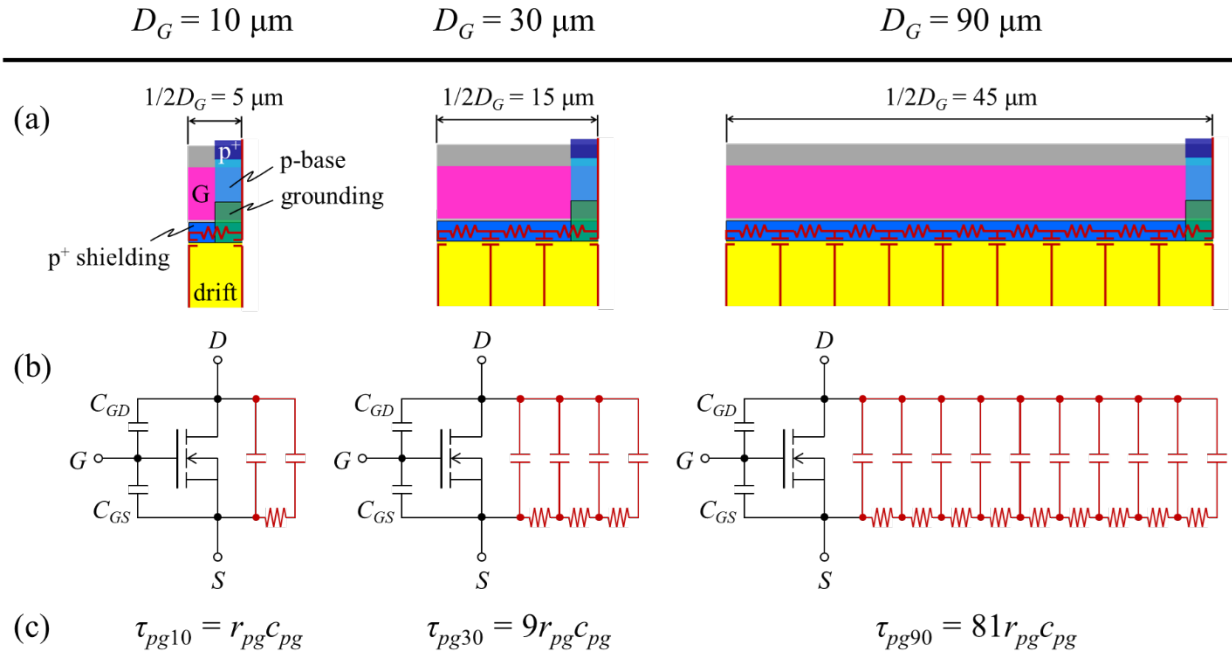 D_G = 10 μm
D_G = 30 μm
D_G = 90 μm
(a)
1/2D_G = 5 μm
1/2D_G = 15 μm
1/2D_G = 45 μm
p⁺
p-base
G
grounding
p⁺ shielding
drift
(b)
D
D
D
C_GD
C_GD
C_GD
G
G
G
C_GS
C_GS
C_GS
S
S
S
(c)
τ_pg10 = r_pg c_pg
τ_pg30 = 9r_pg c_pg
τ_pg90 = 81r_pg c_pg